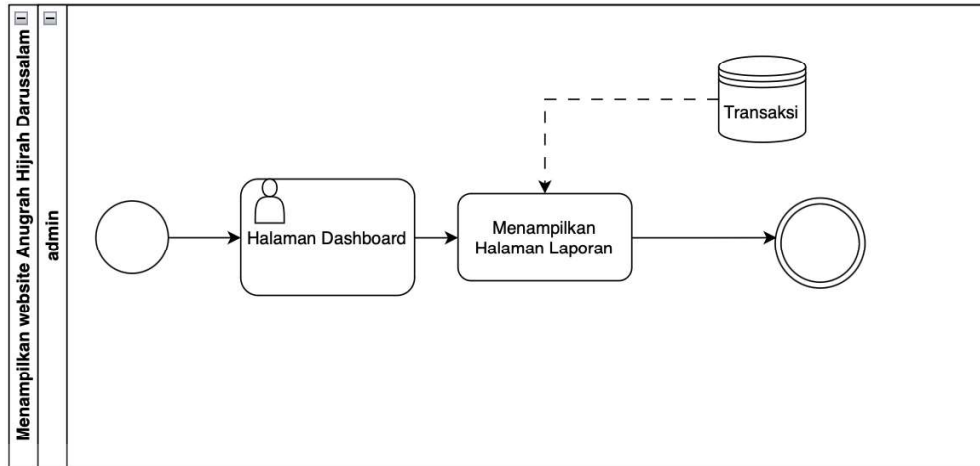 Menampilkan website Anugrah Hijrah Darussalam
admin
Transaksi
Halaman Dashboard
Menampilkan
Halaman Laporan